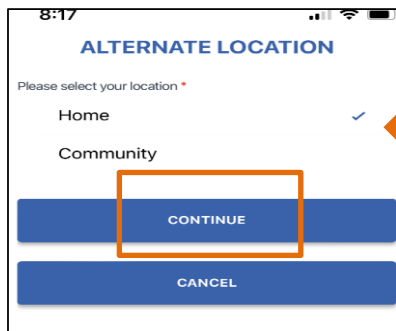 8:17
ALTERNATE LOCATION
Please select your location *
Home
Community
CONTINUE
CANCEL